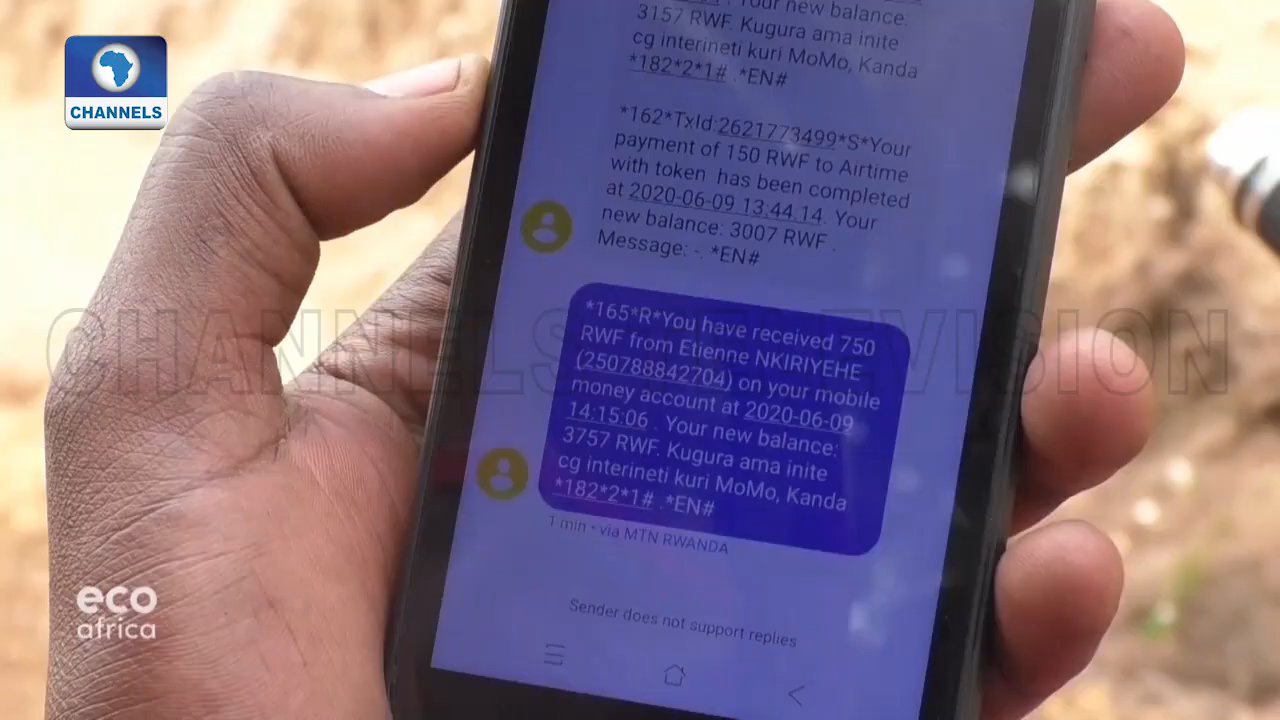 CHANNELS
. Your new balance:
3157 RWF. Kugura ama inite
cg interineti kuri MoMo, Kanda
*182*2*1# .*EN#
*162*TxId:2621773499*S*Your
payment of 150 RWF to Airtime
with token has been completed
at 2020-06-09 13:44:14. Your
new balance: 3007 RWF .
Message: -. *EN#
CHANNELS TELEVISION
*165*R*You have received 750
RWF from Etienne NKIRIYEHE
(250788842704) on your mobile
money account at 2020-06-09
14:15:06 . Your new balance:
3757 RWF. Kugura ama inite
cg interineti kuri MoMo, Kanda
*182*2*1# .*EN#
1 min • via MTN RWANDA
Sender does not support replies
eco
africa